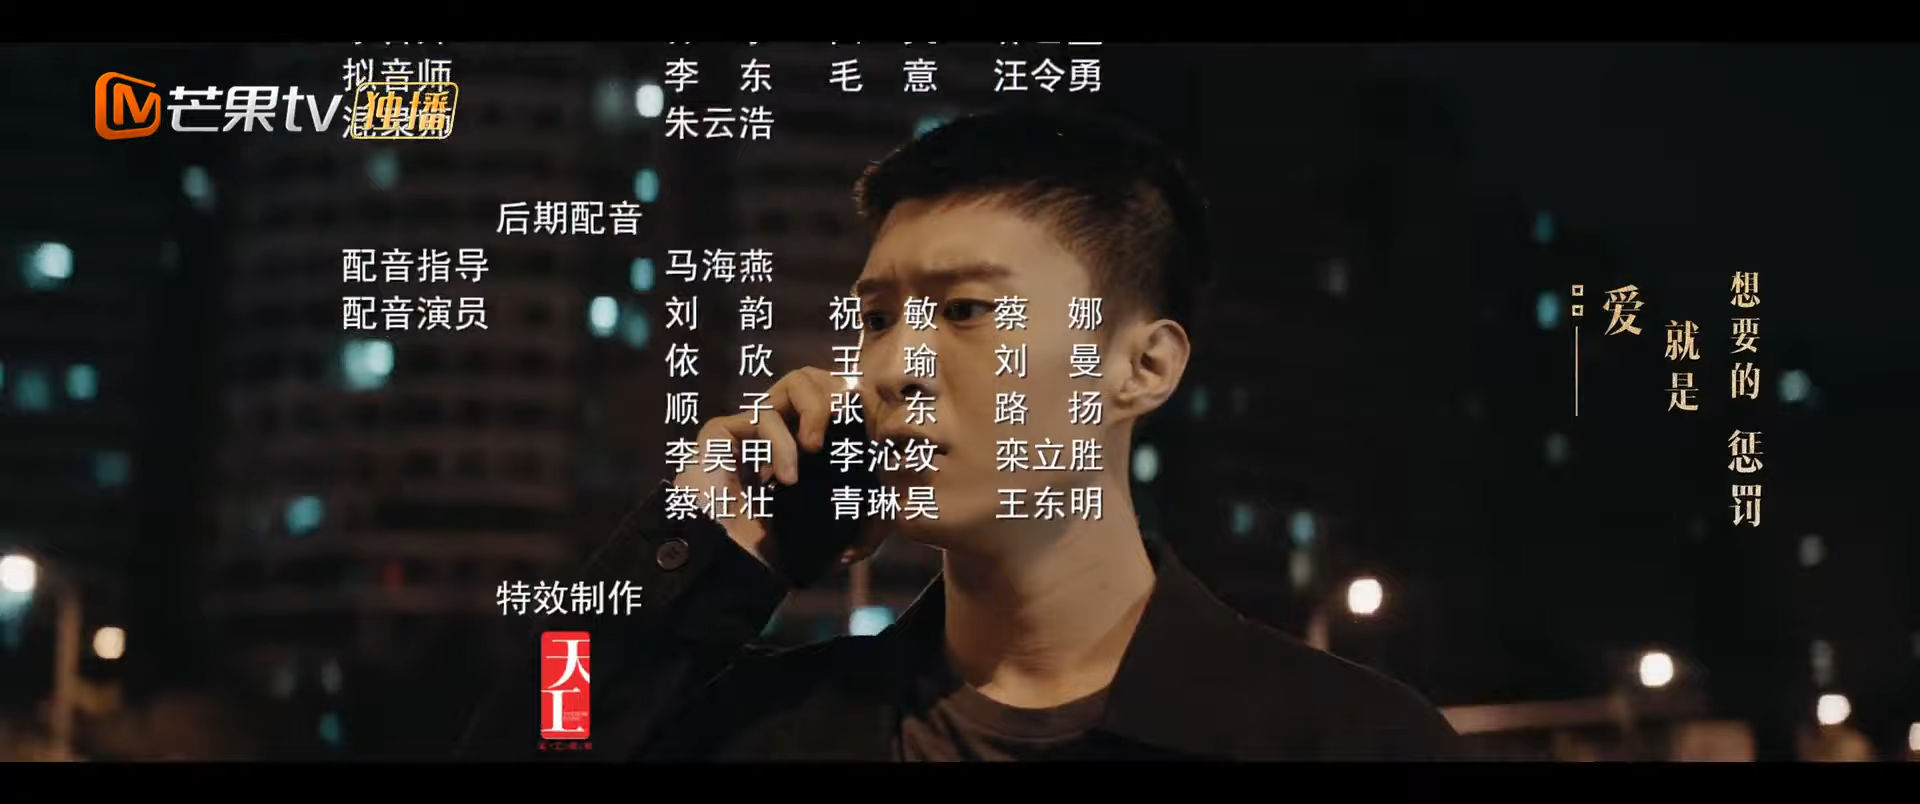 芒果tv 独播
拟音师 李 东 毛 意 汪令勇
混录师 朱云浩
后期配音
配音指导 马海燕
配音演员 刘 韵 祝 敏 蔡 娜
依 欣 王 瑜 刘 曼
顺 子 张 东 路 扬
李昊甲 李沁纹 栾立胜
蔡壮壮 青琳昊 王东明
特效制作
天工
想要的 惩罚
就是
爱